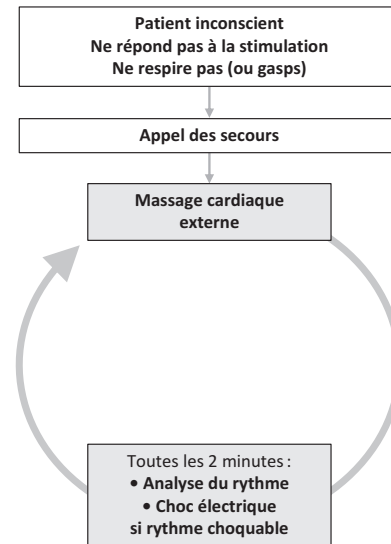 Patient inconscient
Ne répond pas à la stimulation
Ne respire pas (ou gasps)
Appel des secours
Massage cardiaque
externe
Toutes les 2 minutes :
• Analyse du rythme
• Choc électrique
si rythme choquable